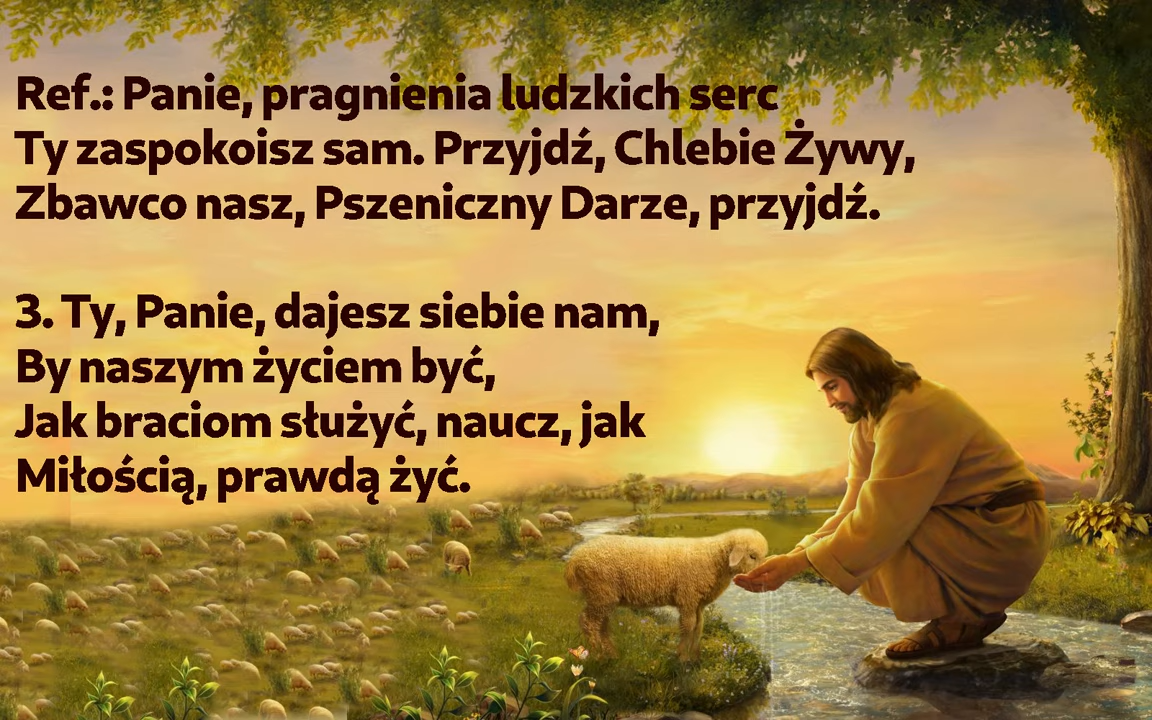 Ref.: Panie, pragnienia ludzkich serc
Ty zaspokoisz sam. Przyjdź, Chlebie Żywy,
Zbawco nasz, Pszeniczny Darze, przyjdź.
3. Ty, Panie, dajesz siebie nam,
By naszym życiem być,
Jak braciom służyć, naucz, jak
Miłością, prawdą żyć.